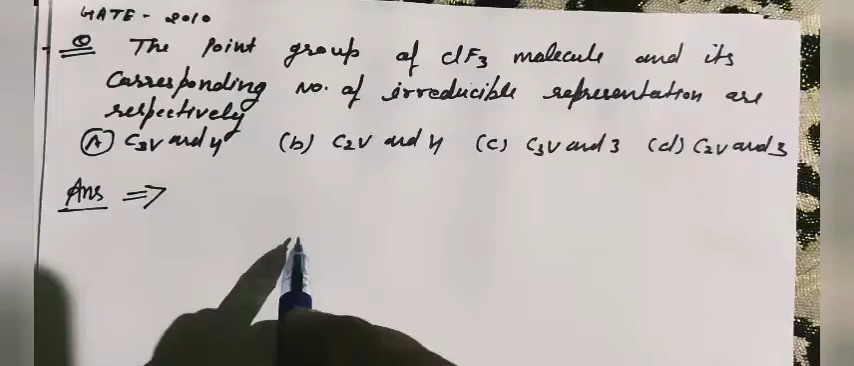 GATE - 2010
Q The Point group of ClF3 molecule and its
Corresponding No. of irreducible representation are
respectively
(A) C3V and 4 (b) C2V and 4 (c) C3V and 3 (d) C2V and 3
Ans ⇒